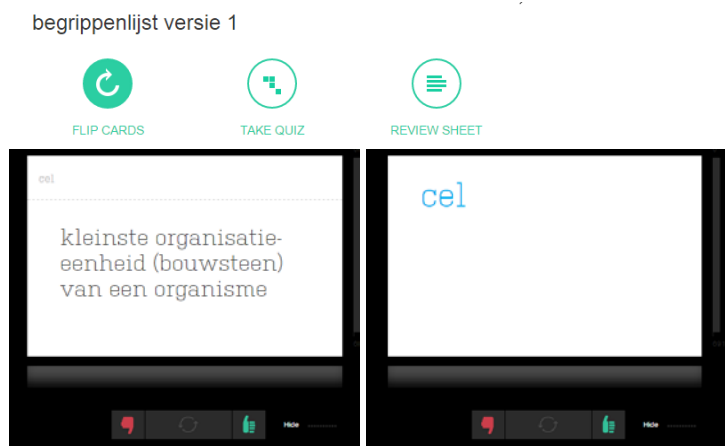 begrippenlijst versie 1
FLIP CARDS
TAKE QUIZ
REVIEW SHEET
cel
kleinste organisatie-
eenheid (bouwsteen)
van een organisme
Hide
cel
Hide